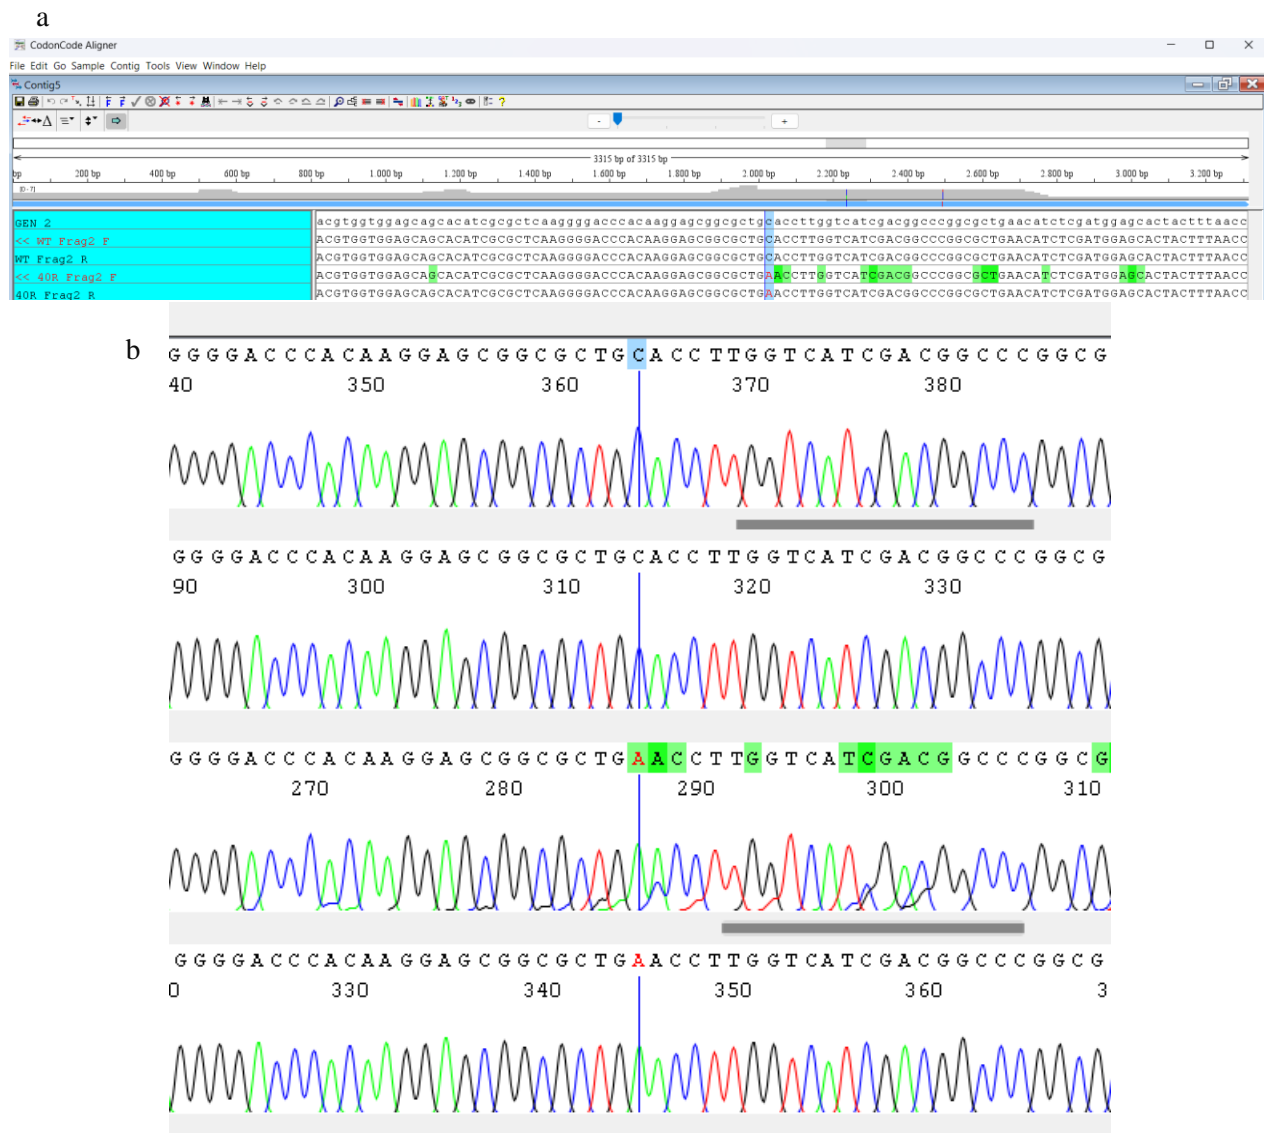 a
CodonCode Aligner
File Edit Go Sample Contig Tools View Window Help
Contig5
- +
3315 bp of 3315 bp
bp 200 bp 400 bp 600 bp 800 bp 1.000 bp 1.200 bp 1.400 bp 1.600 bp 1.800 bp 2.000 bp 2.200 bp 2.400 bp 2.600 bp 2.800 bp 3.000 bp 3.200 bp
[0 - 7]
GEN 2 acgtggtggagcagcacatcgcgctcaaggggacccacaaggagcggcgctgcaccttggtcatcgacggcccggcgctgaacatctcgatggagcactactttaacc
<< WT Frag2 F ACGTGGTGGAGCAGCACATCGCGCTCAAGGGGACCCACAAGGAGCGGCGCTGCACCTTGGTCATCGACGGCCCGGCGCTGAACATCTCGATGGAGCACTACTTTAACC
WT Frag2 R ACGTGGTGGAGCAGCACATCGCGCTCAAGGGGACCCACAAGGAGCGGCGCTGCACCTTGGTCATCGACGGCCCGGCGCTGAACATCTCGATGGAGCACTACTTTAACC
<< 40R Frag2 F ACGTGGTGGAGCAGCACATCGCGCTCAAGGGGACCCACAAGGAGCGGCGCTGAACCTTGGTCATCGACGGCCCGGCGCTGAACATCTCGATGGAGCACTACTTTAACC
40R Frag2 R ACGTGGTGGAGCAGCACATCGCGCTCAAGGGGACCCACAAGGAGCGGCGCTGAACCTTGGTCATCGACGGCCCGGCGCTGAACATCTCGATGGAGCACTACTTTAACC
b
GGGGACCCACAAGGAGCGGCGCTGCACCTTGGTCATCGACGGCCCGGCG
40 350 360 370 380
GGGGACCCACAAGGAGCGGCGCTGCACCTTGGTCATCGACGGCCCGGCG
90 300 310 320 330
GGGGACCCACAAGGAGCGGCGCTGAACCTTGGTCATCGACGGCCCGGCG
270 280 290 300 310
GGGGACCCACAAGGAGCGGCGCTGAACCTTGGTCATCGACGGCCCGGCG
0 330 340 350 360 3